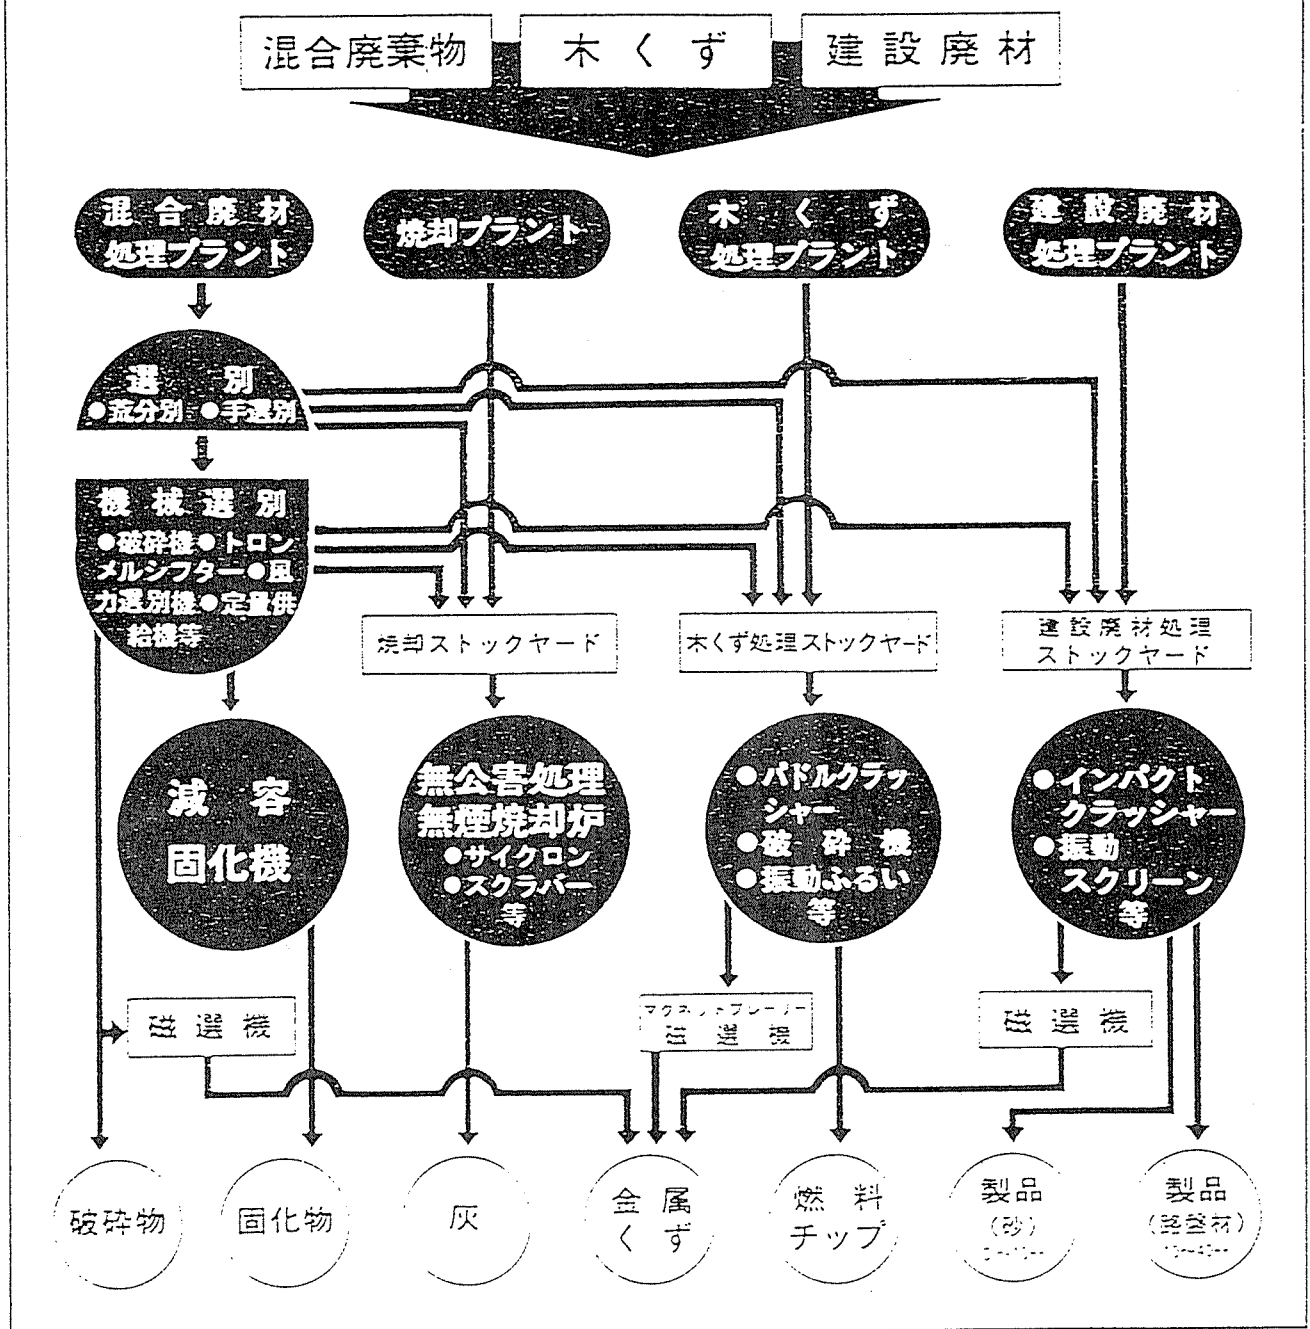 混合廃棄物
木くず
建設廃材
混合廃材
処理プラント
焼却プラント
木くず
処理プラント
建設廃材
処理プラント
選別
●荒分別 ●手選別
機械選別
●破砕機●トロン
メルシフター●風
力選別機●定量供
給機等
焼却ストックヤード
木くず処理ストックヤード
建設廃材処理
ストックヤード
減容
固化機
無公害処理
無煙焼却炉
●サイクロン
●スクラバー
等
●パドルクラッ
シャー
●破砕機
●振動ふるい
等
●インパクト
クラッシャー
●振動
スクリーン
等
磁選機
磁選機
磁選機
破砕物
固化物
灰
金属
くず
燃料
チップ
製品
(砂)
製品
(路盤材)